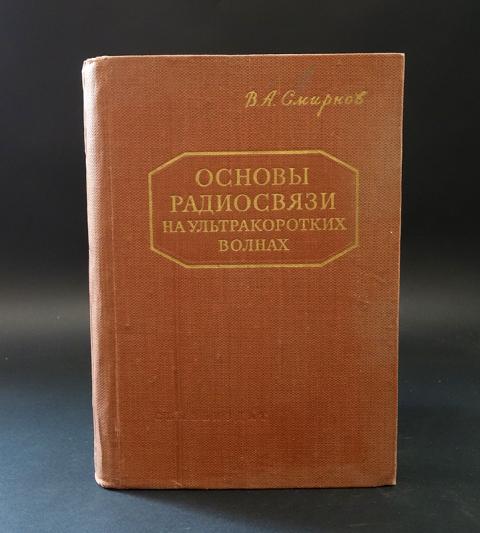 В.А. Смирнов
ОСНОВЫ
РАДИОСВЯЗИ
НА УЛЬТРАКОРОТКИХ
ВОЛНАХ